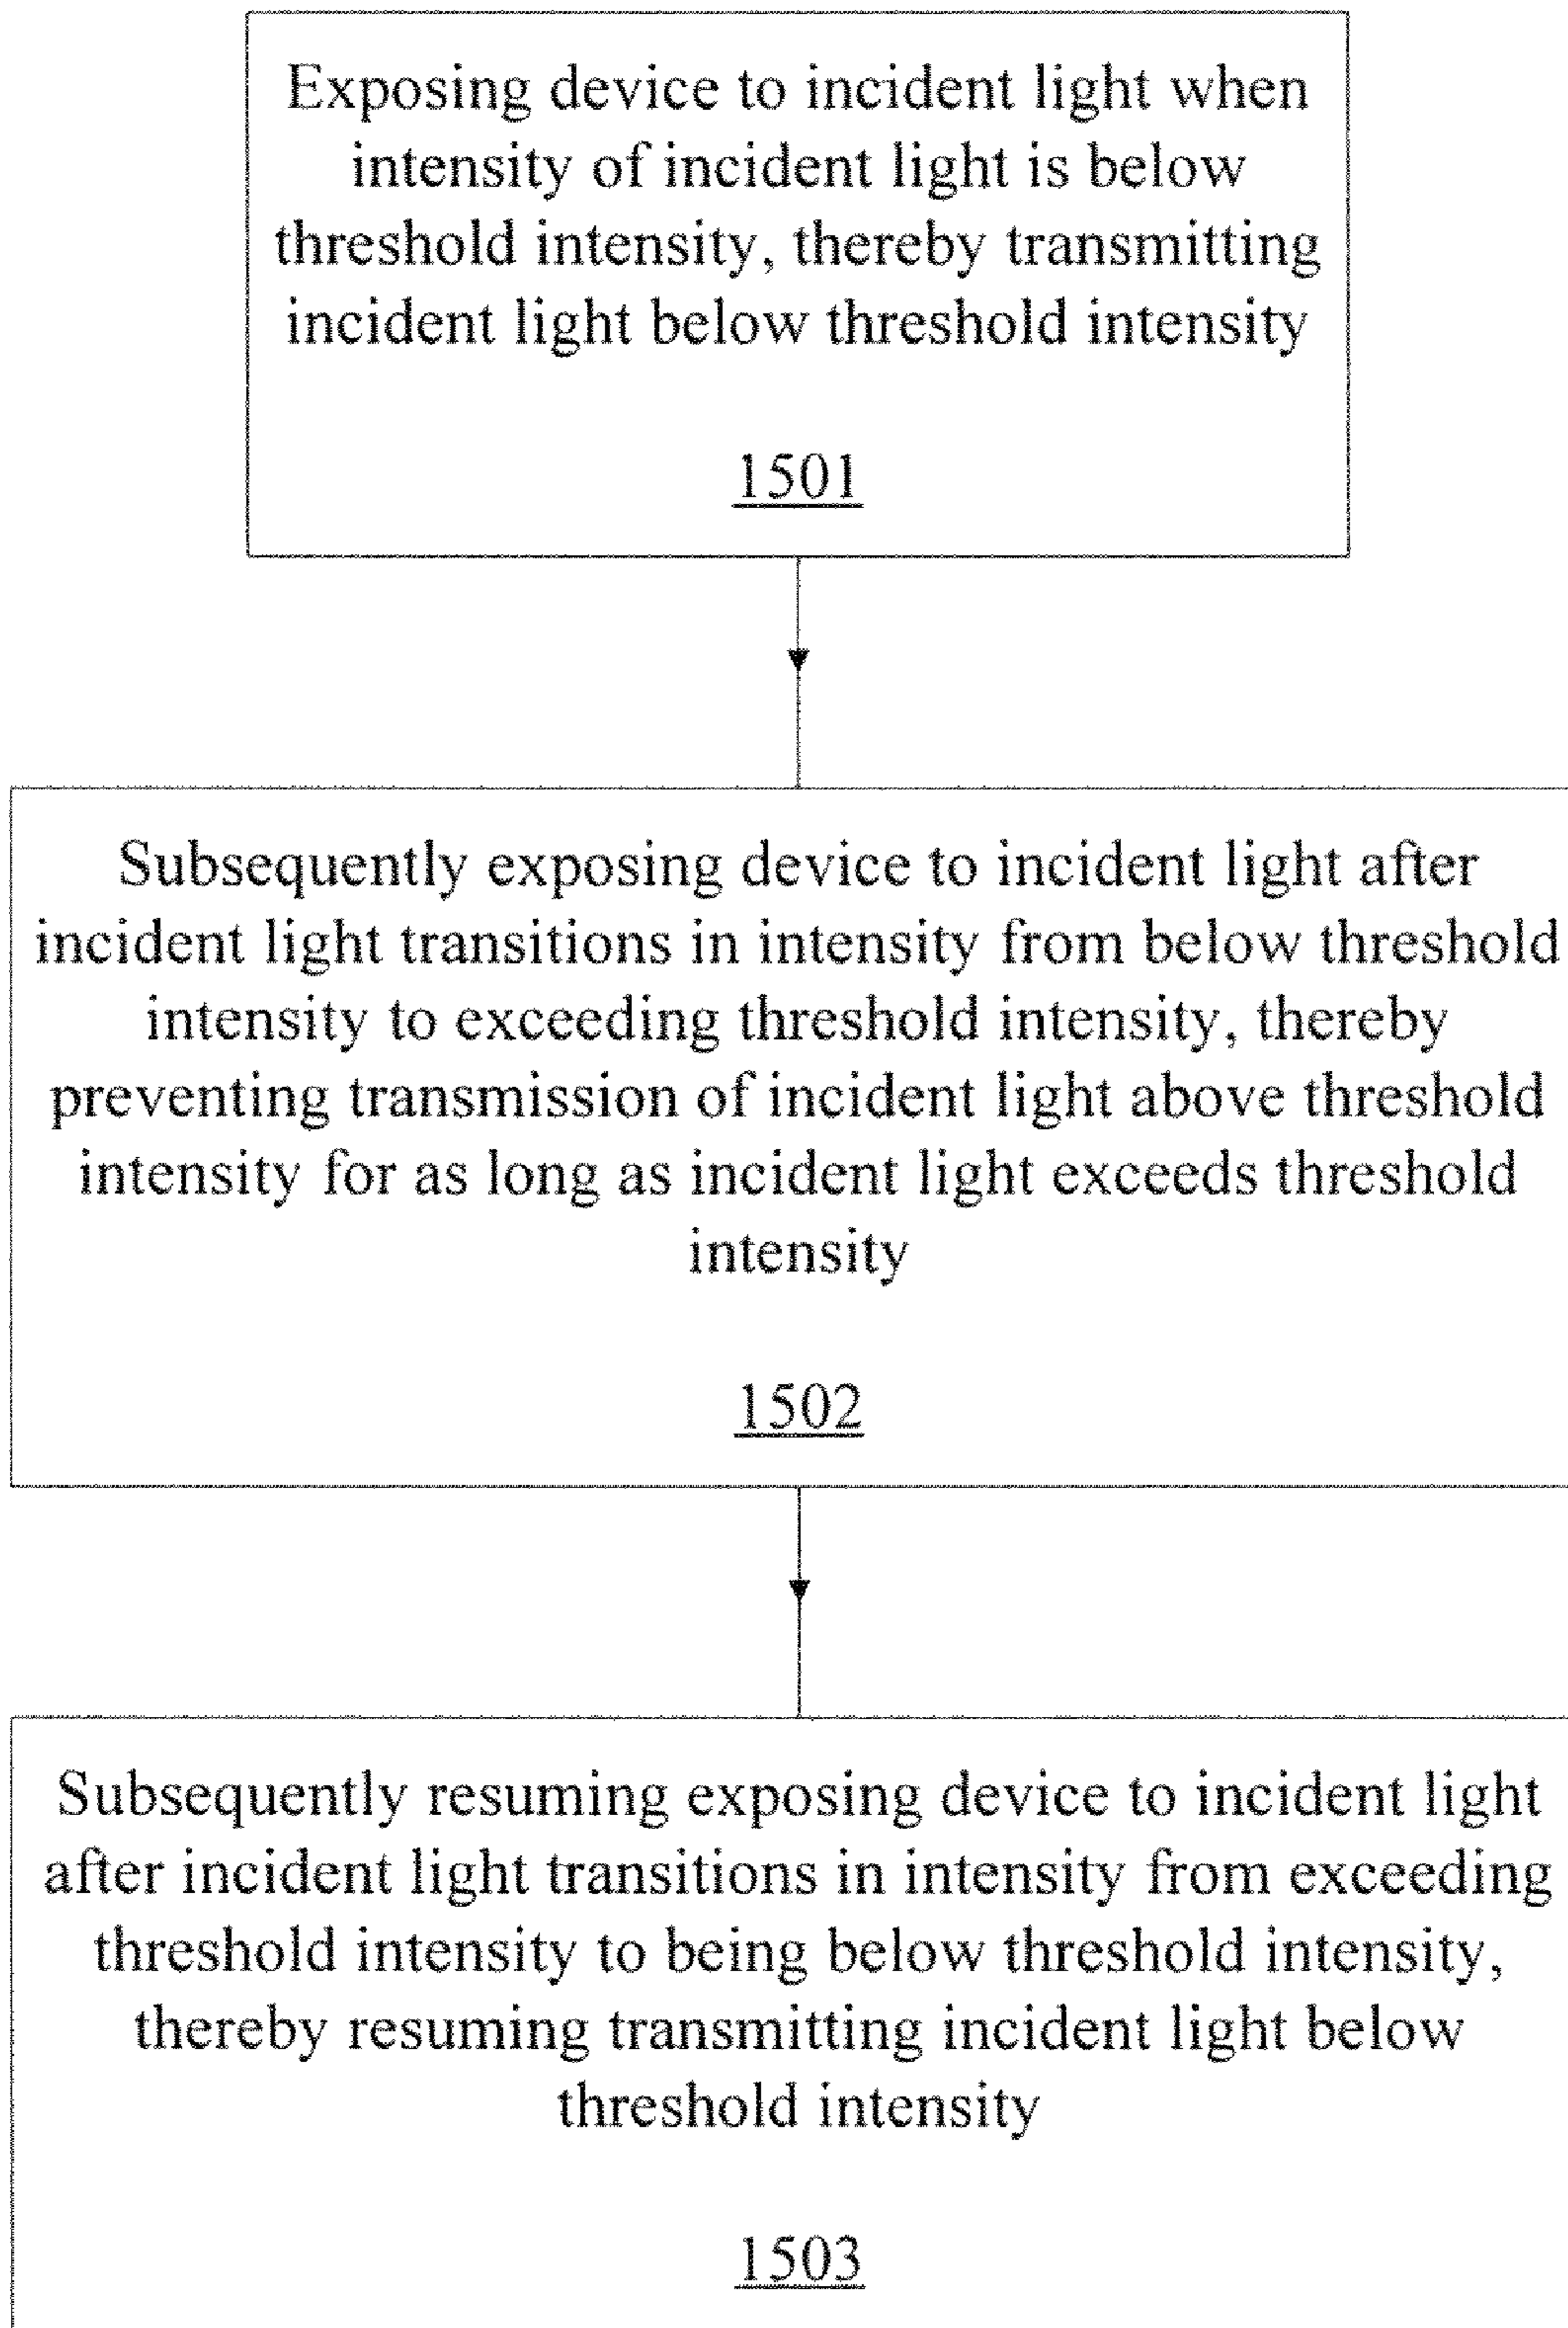 Exposing device to incident light when
intensity of incident light is below
threshold intensity, thereby transmitting
incident light below threshold intensity
1501
Subsequently exposing device to incident light after
incident light transitions in intensity from below threshold
intensity to exceeding threshold intensity, thereby
preventing transmission of incident light above threshold
intensity for as long as incident light exceeds threshold
intensity
1502
Subsequently resuming exposing device to incident light
after incident light transitions in intensity from exceeding
threshold intensity to being below threshold intensity,
thereby resuming transmitting incident light below
threshold intensity
1503